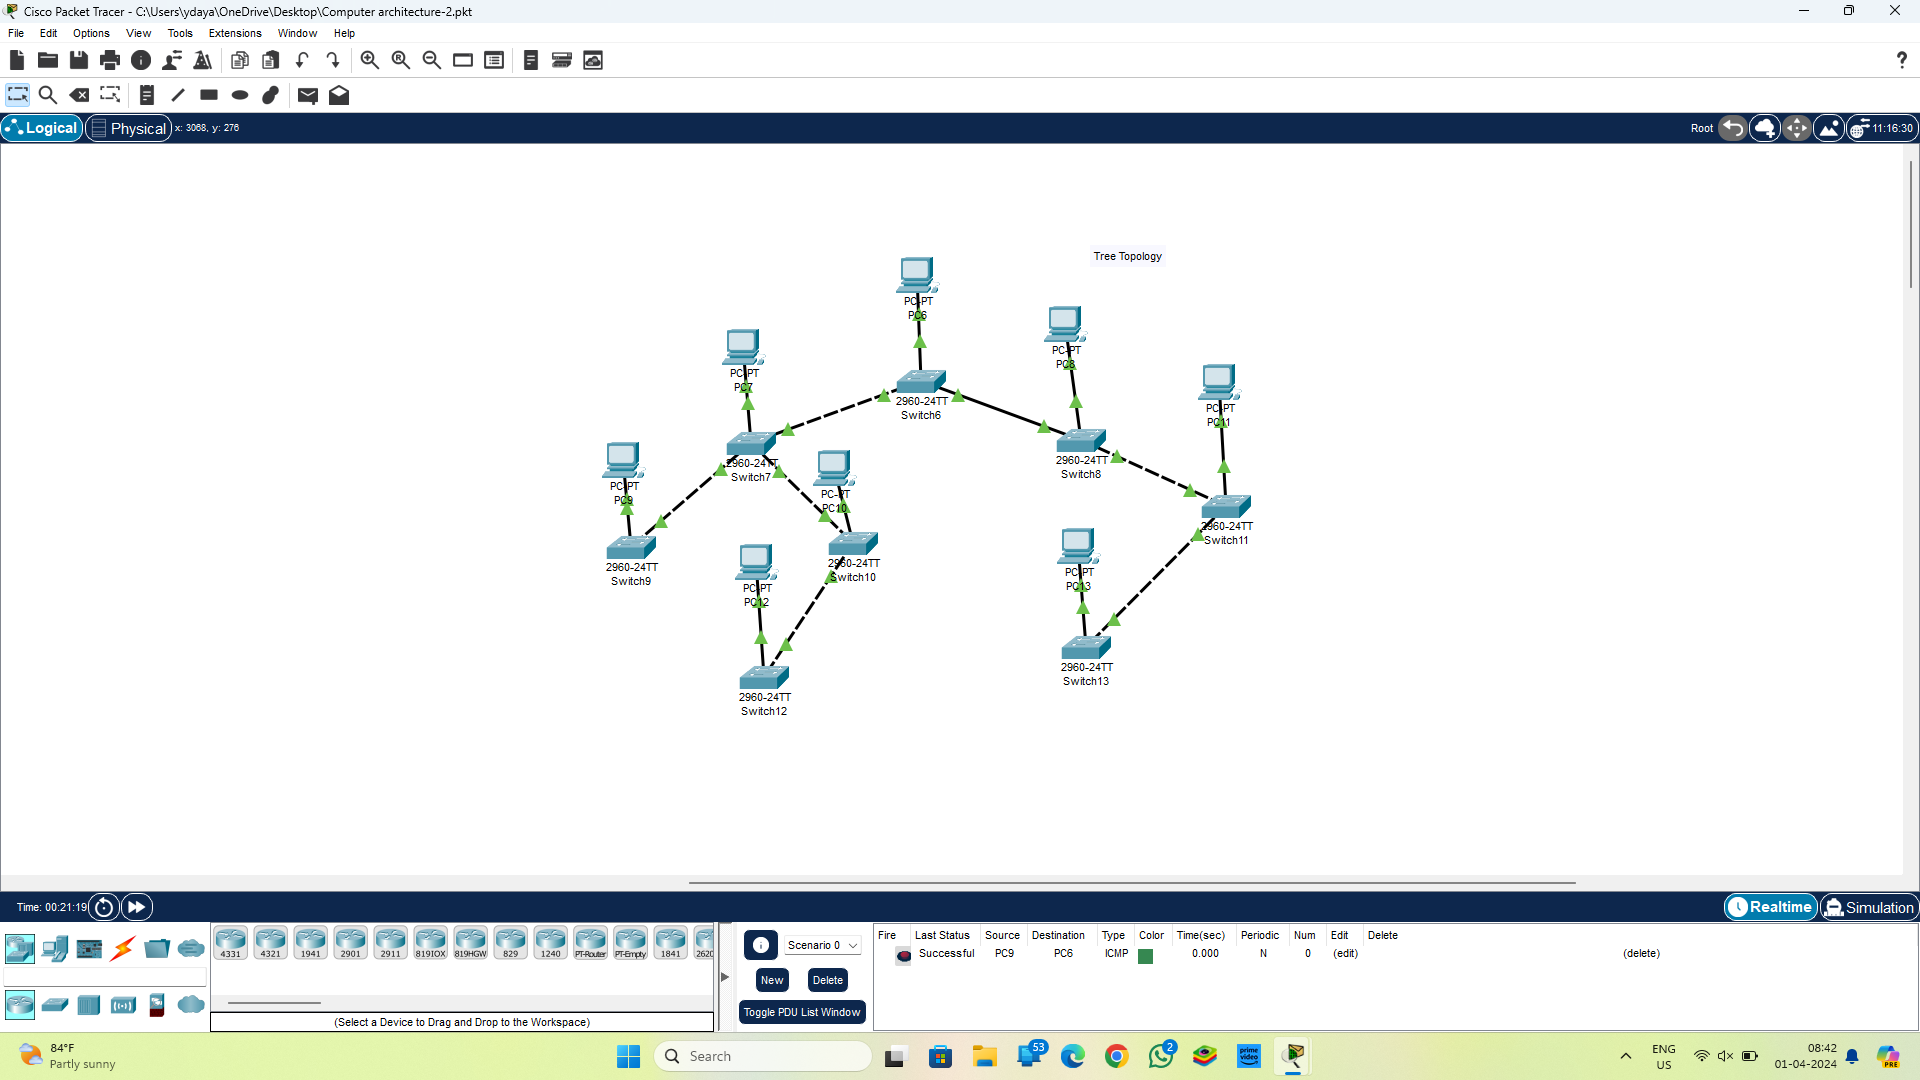 Cisco Packet Tracer - C:\Users\ydaya\OneDrive\Desktop\Computer architecture-2.pkt
File Edit Options View Tools Extensions Window Help
?
Logical Physical x: 3068, y: 276
Root 11:16:30
Tree Topology
PC-PT
PC6
PC-PT
PC8
PC-PT
PC7
PC-PT
PC11
2960-24TT
Switch6
2960-24TT
Switch7
2960-24TT
Switch8
PC-PT
PC9
PC-PT
PC10
2960-24TT
Switch11
2960-24TT
Switch9
2960-24TT
Switch10
PC-PT
PC12
PC-PT
PC13
2960-24TT
Switch13
2960-24TT
Switch12
Time: 00:21:19
Realtime Simulation
4331 4321 1941 2901 2911 819IOX 819HGW 829 1240 PT-Router PT-Empty 1841 2620
(Select a Device to Drag and Drop to the Workspace)
Scenario 0
New Delete
Toggle PDU List Window
Fire Last Status Source Destination Type Color Time(sec) Periodic Num Edit Delete
Successful PC9 PC6 ICMP 0.000 N 0 (edit) (delete)
84°F
Partly sunny
Search
53
2
prime video
PRE
ENG
US
08:42
01-04-2024